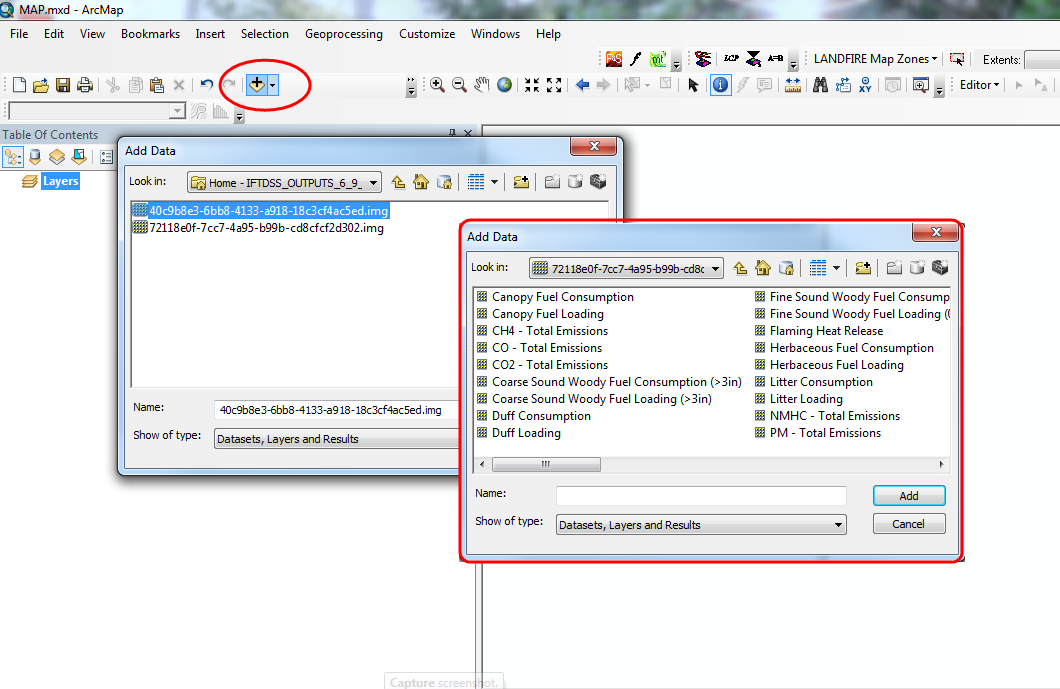 MAP.mxd - ArcMap
File Edit View Bookmarks Insert Selection Geoprocessing Customize Windows Help
LANDFIRE Map Zones Extents:
Editor
Table Of Contents
Layers
Add Data
Look in: Home - IFTDSS_OUTPUTS_6_9_
40c9b8e3-6bb8-4133-a918-18c3cf4ac5ed.img
72118e0f-7cc7-4a95-b99b-cd8cfcf2d302.img
Name: 40c9b8e3-6bb8-4133-a918-18c3cf4ac5ed.img
Show of type: Datasets, Layers and Results
Add Data
Look in: 72118e0f-7cc7-4a95-b99b-cd8c
Canopy Fuel Consumption
Canopy Fuel Loading
CH4 - Total Emissions
CO - Total Emissions
CO2 - Total Emissions
Coarse Sound Woody Fuel Consumption (>3in)
Coarse Sound Woody Fuel Loading (>3in)
Duff Consumption
Duff Loading
Fine Sound Woody Fuel Consump
Fine Sound Woody Fuel Loading (0
Flaming Heat Release
Herbaceous Fuel Consumption
Herbaceous Fuel Loading
Litter Consumption
Litter Loading
NMHC - Total Emissions
PM - Total Emissions
Name: Add
Show of type: Datasets, Layers and Results Cancel
Capture screenshot.